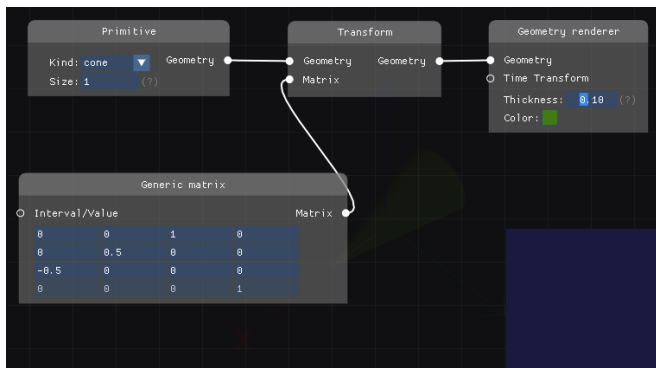 Primitive
Kind: cone
Geometry
Size: 1 (?)
Transform
Geometry Geometry
Matrix
Geometry renderer
Geometry
Time Transform
Thickness: 0.10 (?)
Color:
Generic matrix
Interval/Value Matrix
0 0 1 0
0 0.5 0 0
-0.5 0 0 0
0 0 0 1